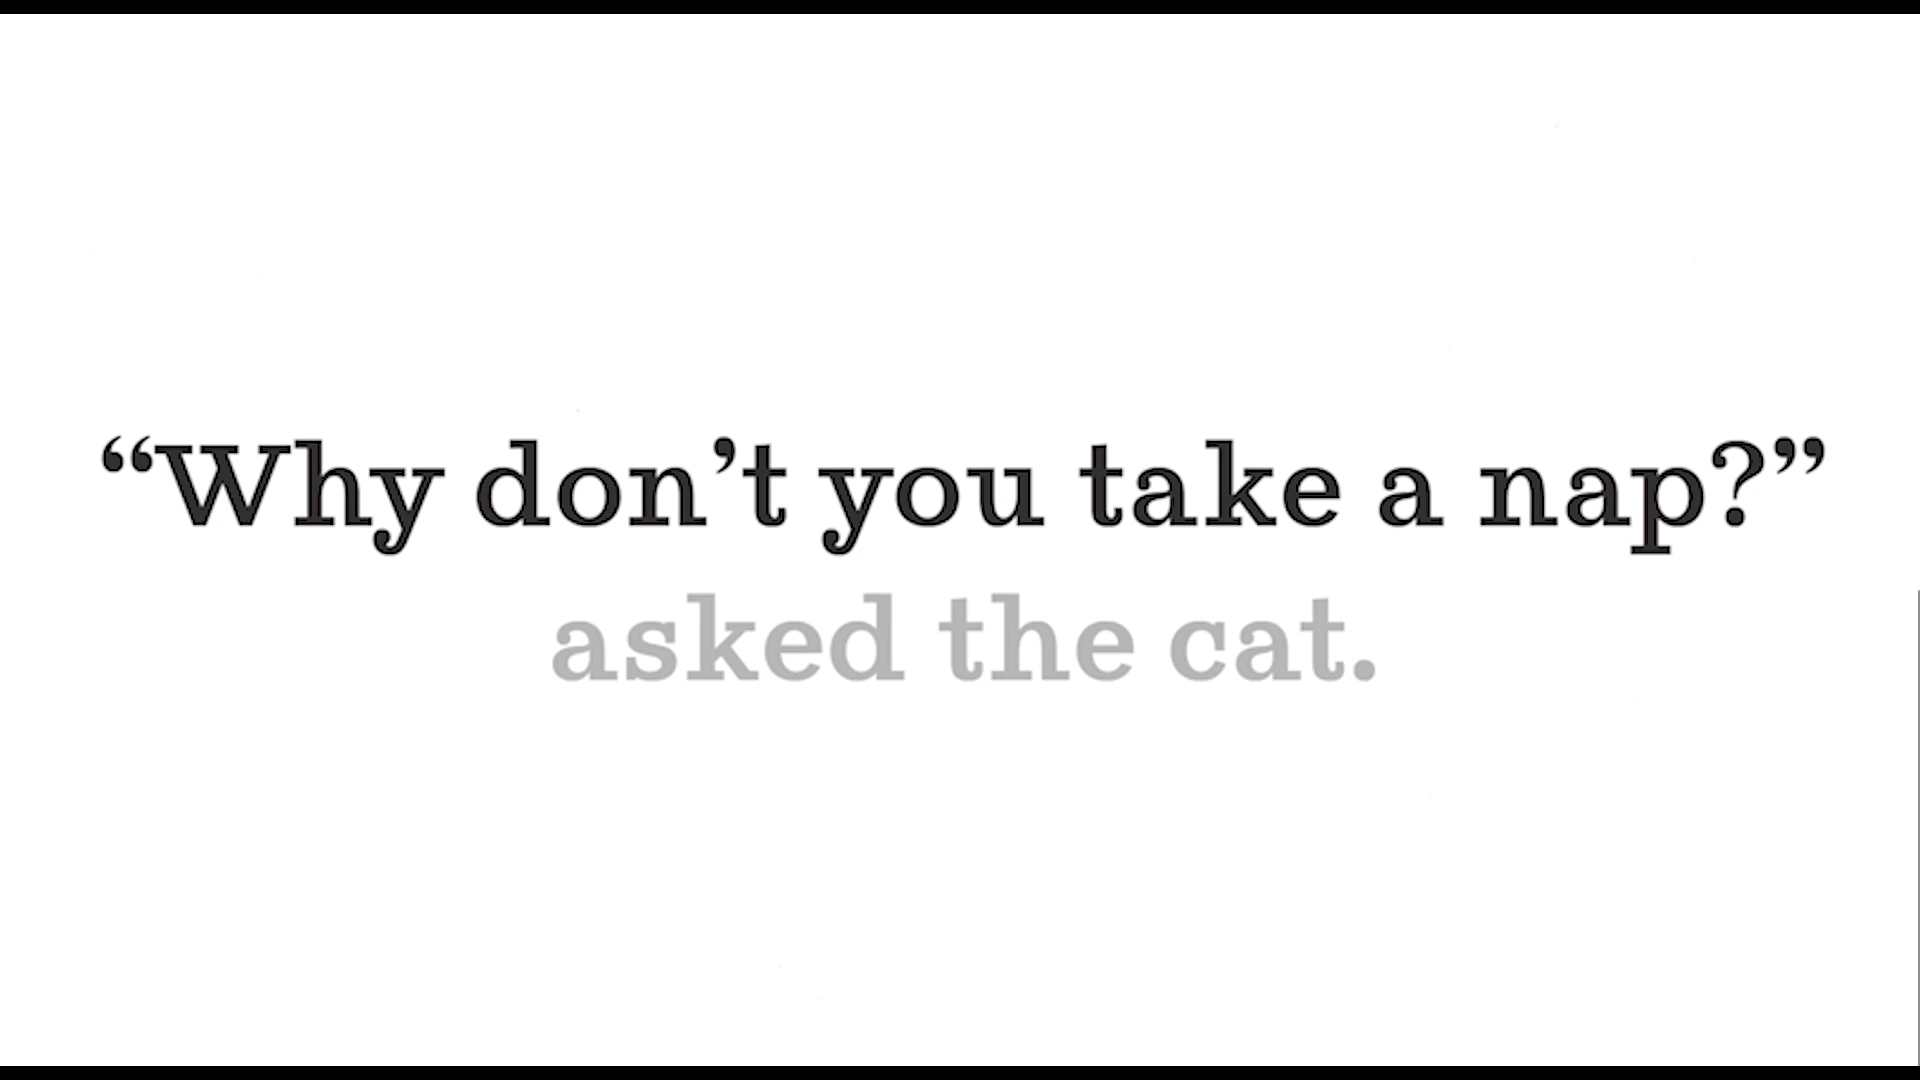 “Why don’t you take a nap?”
asked the cat.